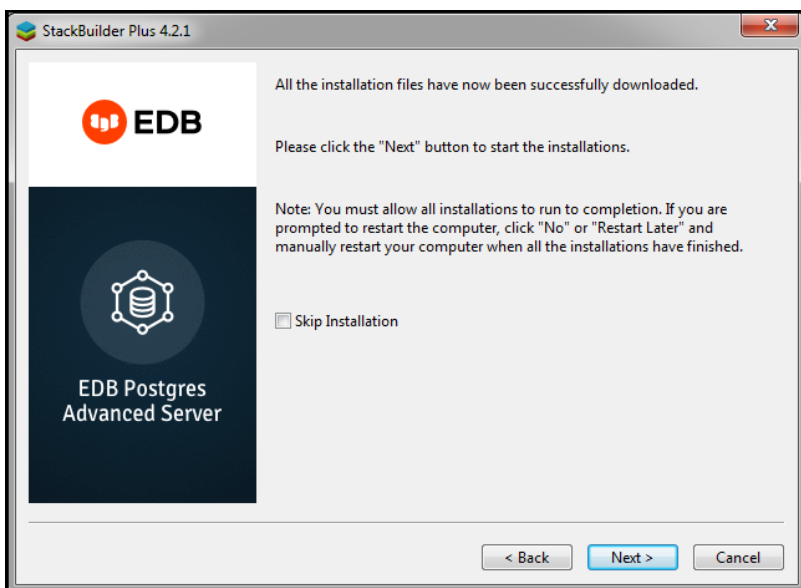 StackBuilder Plus 4.2.1
EDB
EDB Postgres
Advanced Server
All the installation files have now been successfully downloaded.
Please click the "Next" button to start the installations.
Note: You must allow all installations to run to completion. If you are
prompted to restart the computer, click "No" or "Restart Later" and
manually restart your computer when all the installations have finished.
Skip Installation
< Back
Next >
Cancel